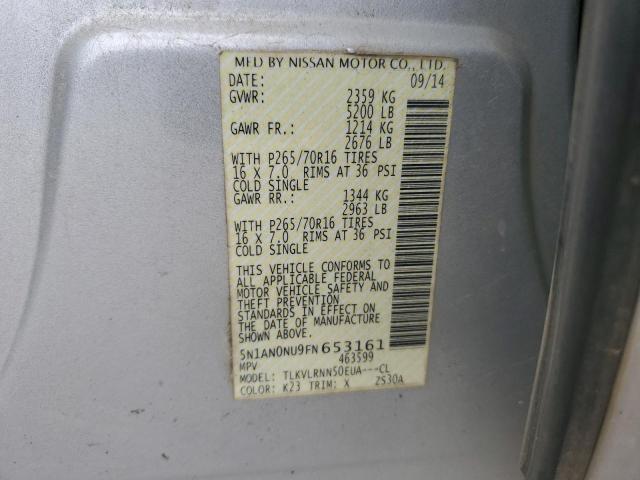 MFD BY NISSAN MOTOR CO., LTD.
DATE: 09/14
GVWR: 2359 KG
5200 LB
GAWR FR.: 1214 KG
2676 LB
WITH P265/70R16 TIRES
16 X 7.0 RIMS AT 36 PSI
COLD SINGLE
GAWR RR.: 1344 KG
2963 LB
WITH P265/70R16 TIRES
16 X 7.0 RIMS AT 36 PSI
COLD SINGLE
THIS VEHICLE CONFORMS TO
ALL APPLICABLE FEDERAL
MOTOR VEHICLE SAFETY AND
THEFT PREVENTION
STANDARDS IN EFFECT ON
THE DATE OF MANUFACTURE
SHOWN ABOVE.
5N1AN0NU9FN653161
MPV 463599
MODEL: TLKVLRNN50EUA---CL
COLOR: K23 TRIM: X ZS30A